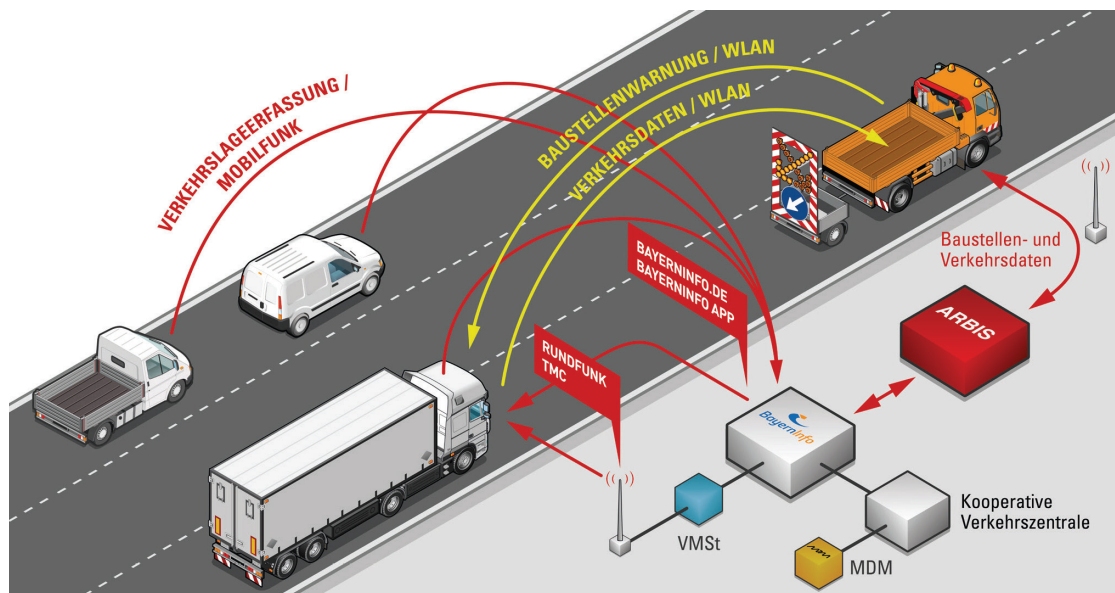 VERKEHRSLAGEERFASSUNG /
MOBILFUNK
BAUSTELLENWARNUNG / WLAN
VERKEHRSDATEN / WLAN
BAYERNINFO.DE
BAYERNINFO APP
RUNDFUNK
TMC
Baustellen- und
Verkehrsdaten
ARBIS
BayernInfo
Kooperative
Verkehrszentrale
VMSt
MDM